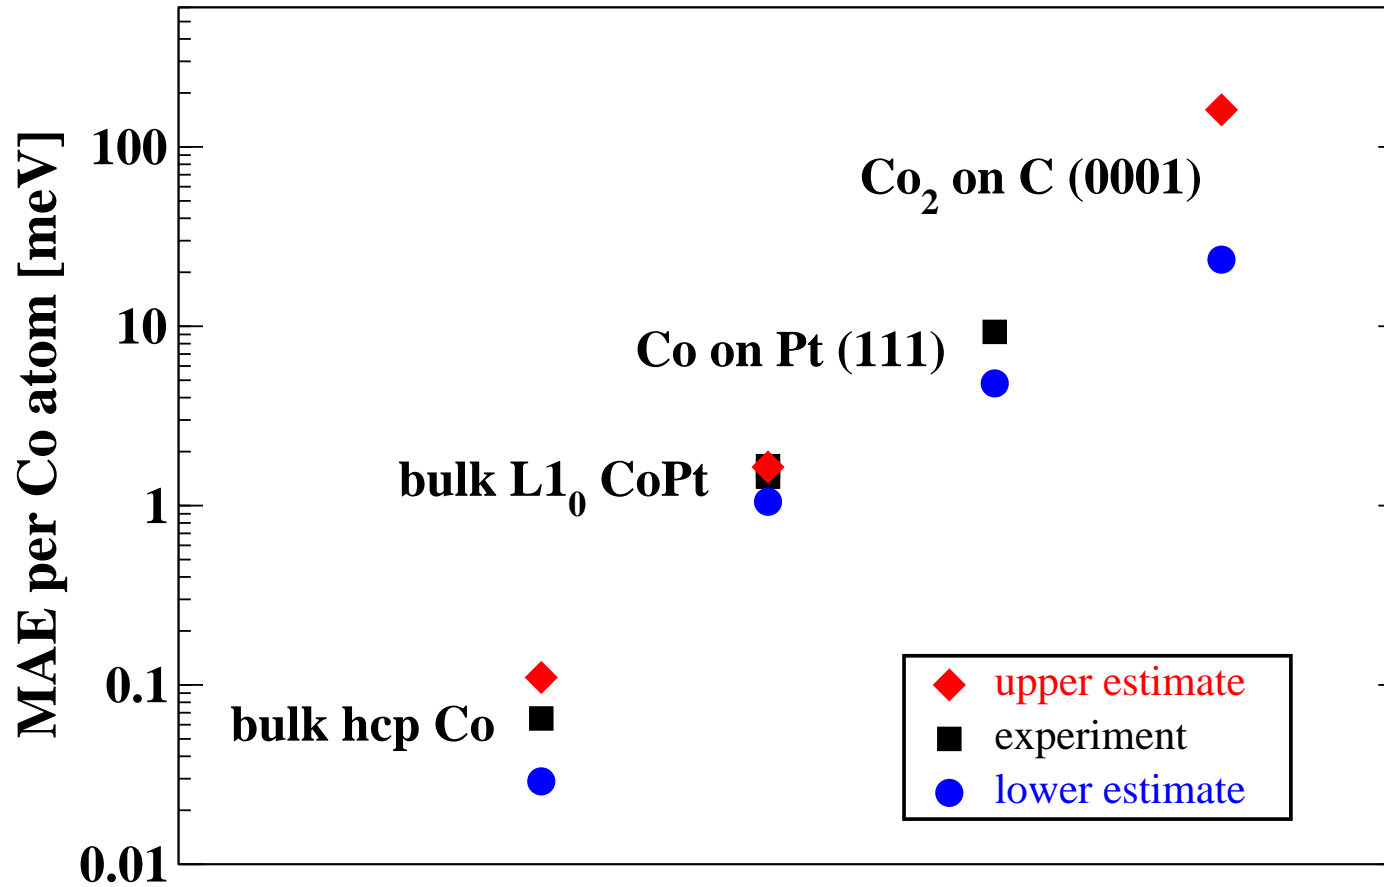 MAE per Co atom [meV]
100
10
1
0.1
0.01
Co₂ on C (0001)
Co on Pt (111)
bulk L1₀ CoPt
bulk hcp Co
upper estimate
experiment
lower estimate